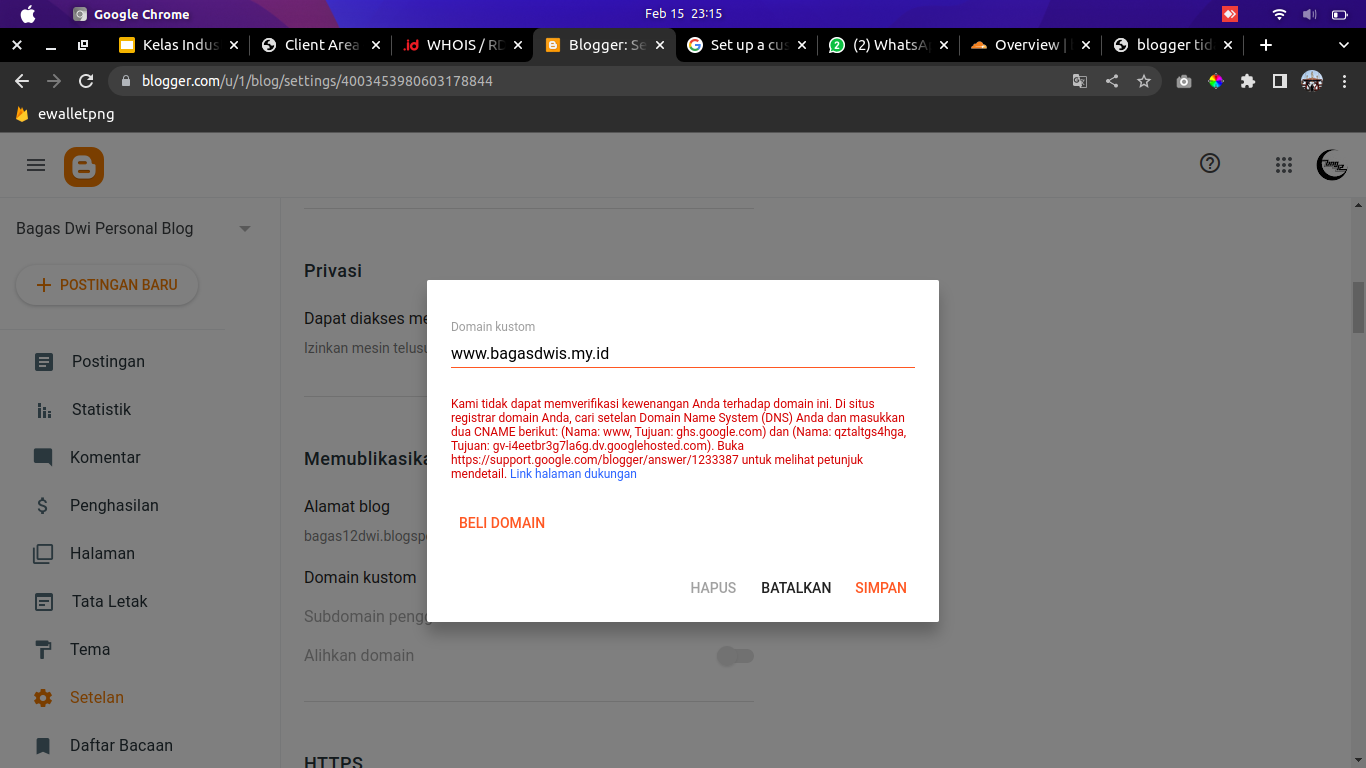 Google Chrome
Feb 15 23:15
Kelas Indus
Client Area
.id WHOIS / RD
Blogger: Se
Set up a cus
(2) WhatsA
Overview |
blogger tid
blogger.com/u/1/blog/settings/4003453980603178844
ewalletpng
Bagas Dwi Personal Blog
POSTINGAN BARU
Postingan
Statistik
Komentar
Penghasilan
Halaman
Tata Letak
Tema
Setelan
Daftar Bacaan
Privasi
Dapat diakses me
Izinkan mesin telusu
Memublikasika
Alamat blog
bagas12dwi.blogspo
Domain kustom
Subdomain pengg
Alihkan domain
HTTPS
Domain kustom
www.bagasdwis.my.id
Kami tidak dapat memverifikasi kewenangan Anda terhadap domain ini. Di situs
registrar domain Anda, cari setelan Domain Name System (DNS) Anda dan masukkan
dua CNAME berikut: (Nama: www, Tujuan: ghs.google.com) dan (Nama: qztaltgs4hga,
Tujuan: gv-i4eetbr3g7la6g.dv.googlehosted.com). Buka
https://support.google.com/blogger/answer/1233387 untuk melihat petunjuk
mendetail. Link halaman dukungan
BELI DOMAIN
HAPUS
BATALKAN
SIMPAN